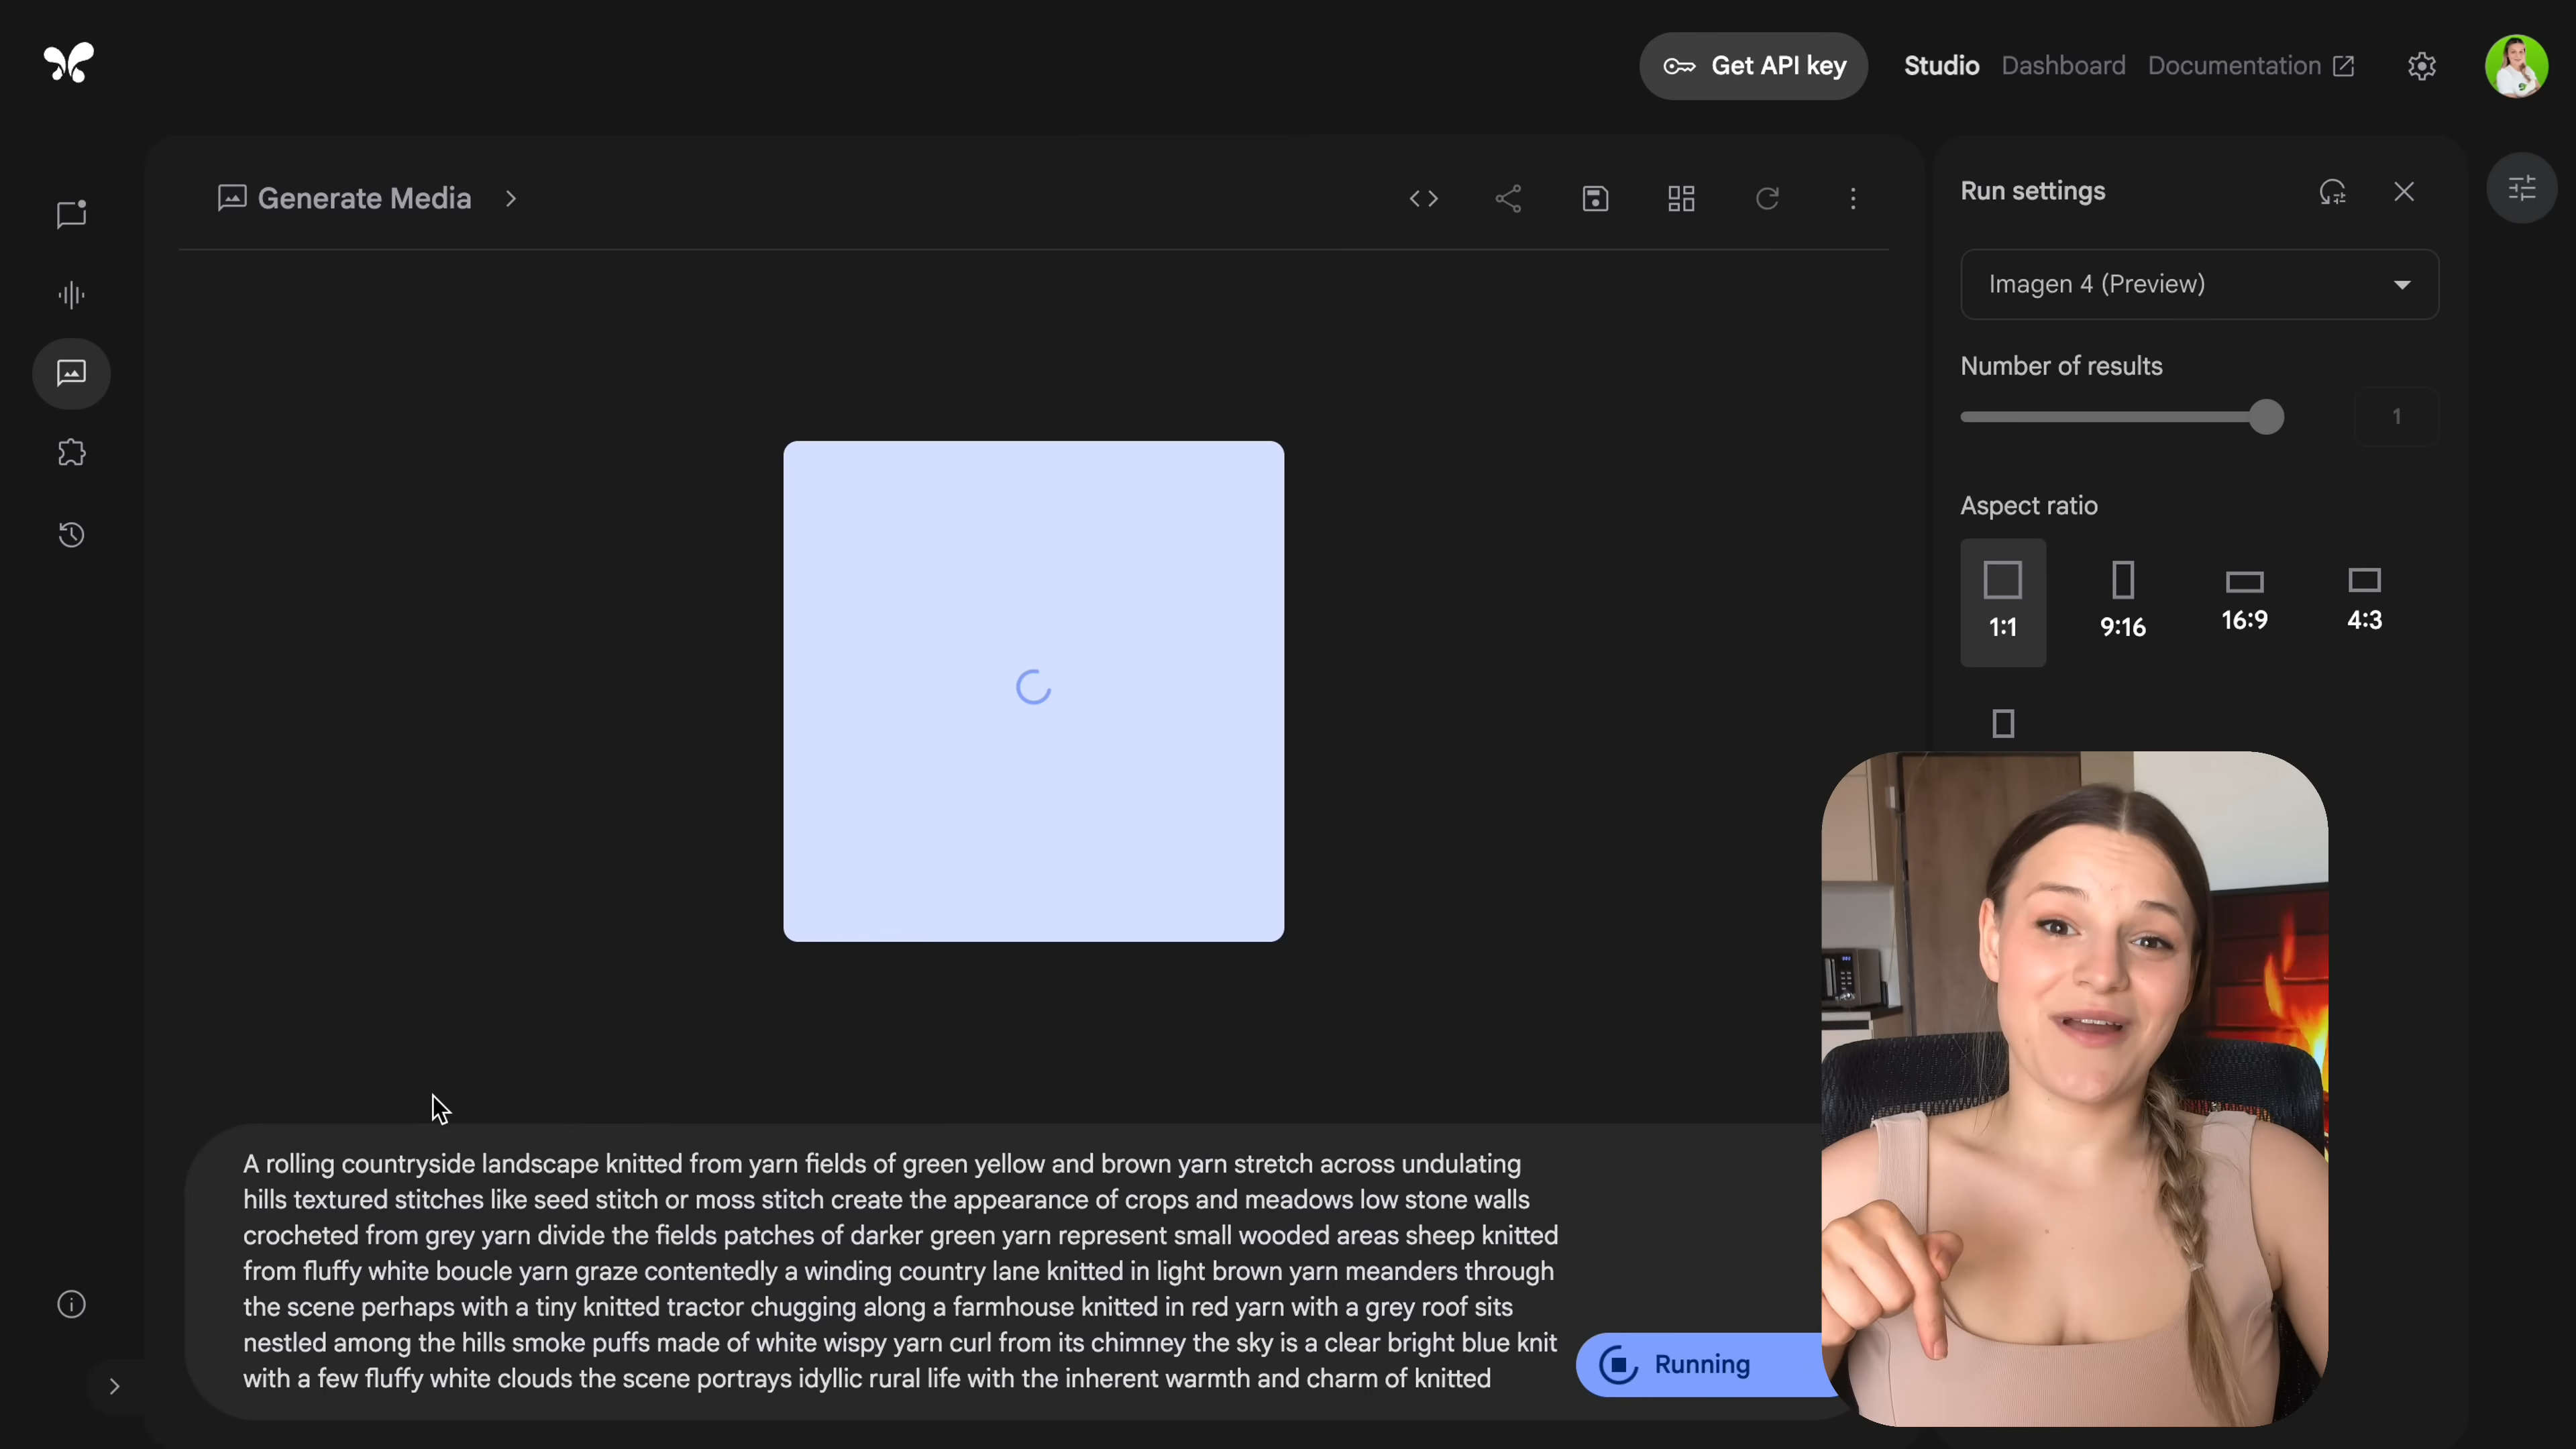 Get API key
Studio
Dashboard
Documentation
Generate Media
Run settings
Imagen 4 (Preview)
Number of results
1
Aspect ratio
1:1
9:16
16:9
4:3
A rolling countryside landscape knitted from yarn fields of green yellow and brown yarn stretch across undulating
hills textured stitches like seed stitch or moss stitch create the appearance of crops and meadows low stone walls
crocheted from grey yarn divide the fields patches of darker green yarn represent small wooded areas sheep knitted
from fluffy white boucle yarn graze contentedly a winding country lane knitted in light brown yarn meanders through
the scene perhaps with a tiny knitted tractor chugging along a farmhouse knitted in red yarn with a grey roof sits
nestled among the hills smoke puffs made of white wispy yarn curl from its chimney the sky is a clear bright blue knit
with a few fluffy white clouds the scene portrays idyllic rural life with the inherent warmth and charm of knitted
Running